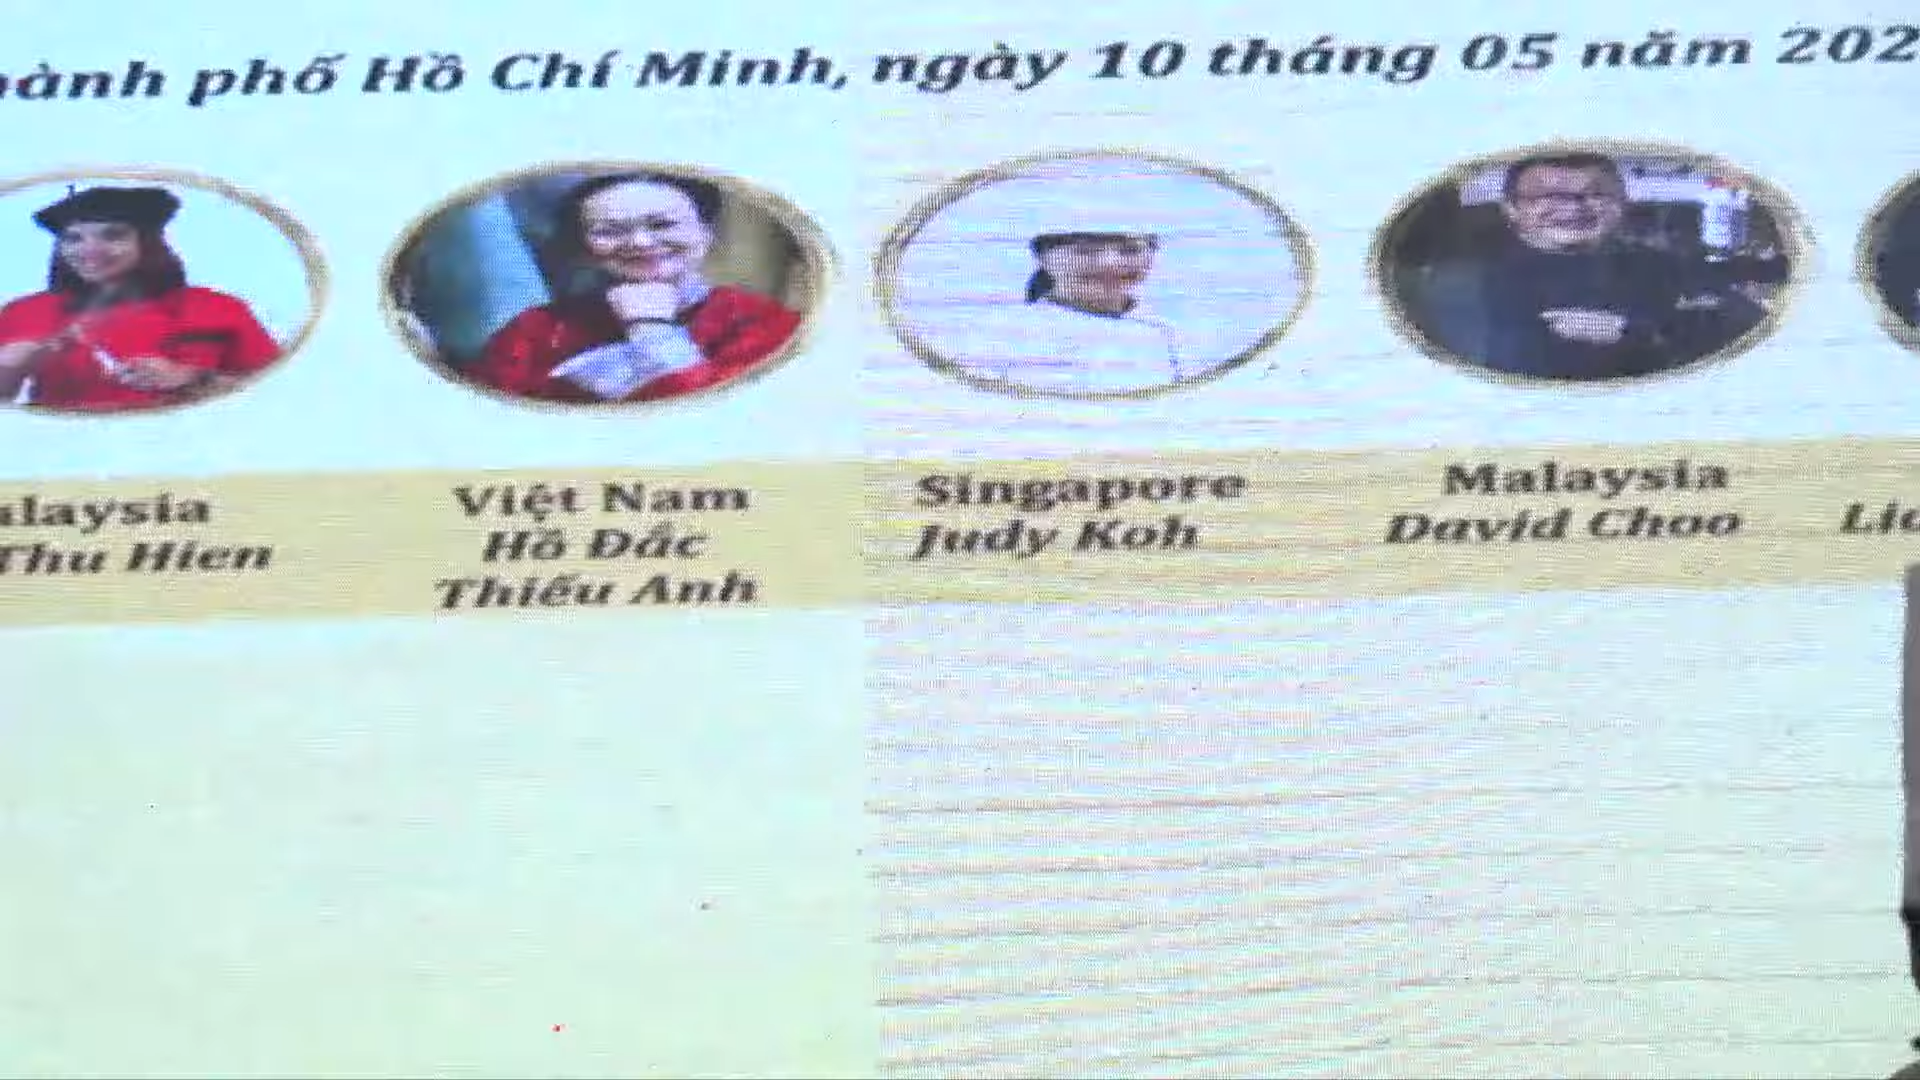 ành phố Hồ Chí Minh, ngày 10 tháng 05 năm 202
alaysia
Thu Hien
Việt Nam
Hồ Đắc
Thiếu Anh
Singapore
Judy Koh
Malaysia
David Choo